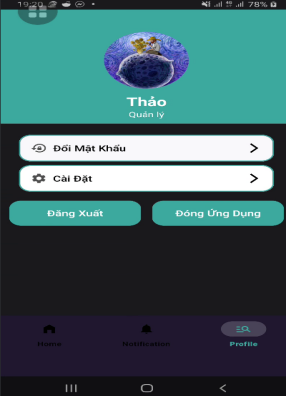 19:20 78%
Thảo
Quản lý
Đổi Mật Khẩu
Cài Đặt
Đăng Xuất Đóng Ứng Dụng
Home Notification Profile